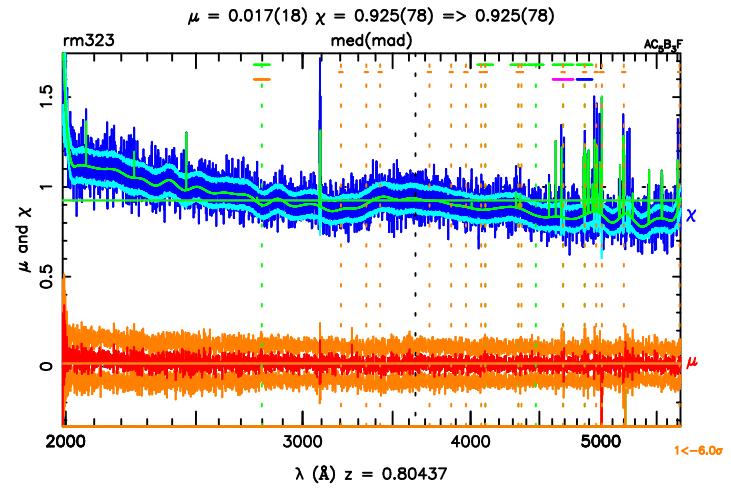 μ = 0.017(18) χ = 0.925(78) => 0.925(78)
rm323 med(mad) AC₅B₃F
1.5
1
0.5
0
μ and χ
χ
μ
2000 3000 4000 5000
1<-6.0σ
λ (Å) z = 0.80437